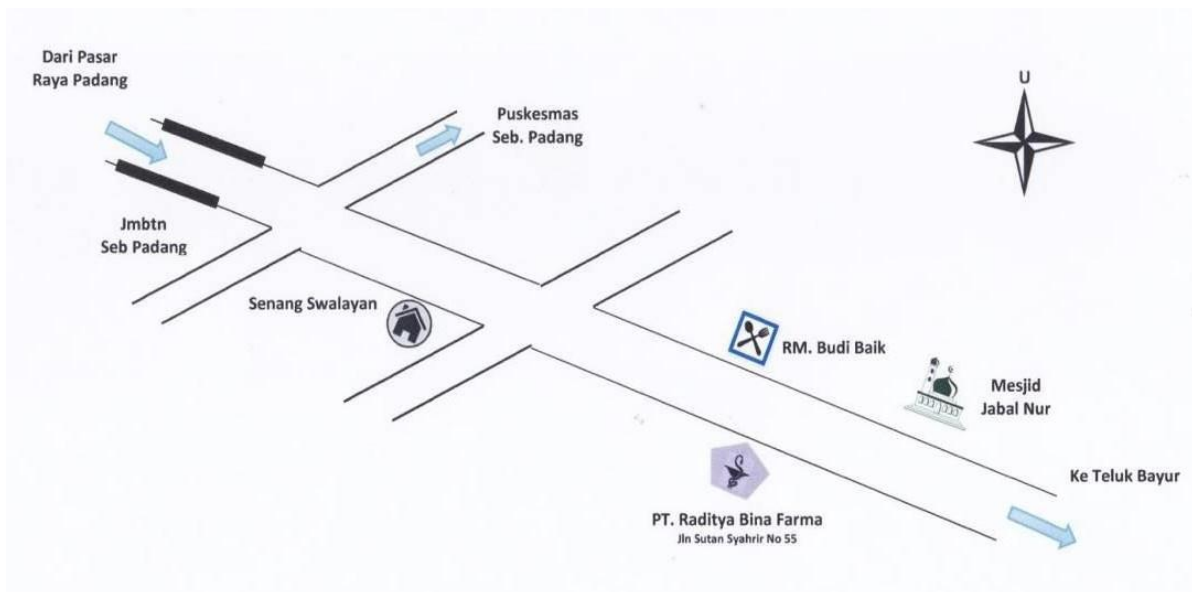 Dari Pasar
Raya Padang
U
Puskesmas
Seb. Padang
Jmbtn
Seb Padang
Senang Swalayan
RM. Budi Baik
Mesjid
Jabal Nur
Ke Teluk Bayur
PT. Raditya Bina Farma
Jln Sutan Syahrir No 55